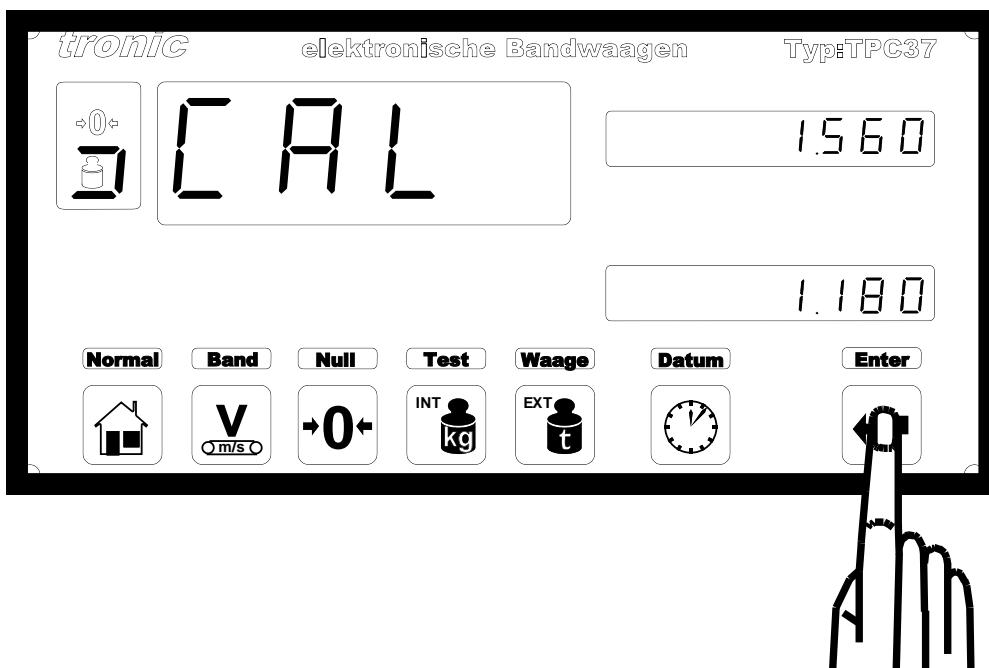 tronic elektronische Bandwaagen Typ:TPC37
→0← CAL 1.560
1.180
Normal Band Null Test Waage Datum Enter
V m/s →0← INT kg EXT t